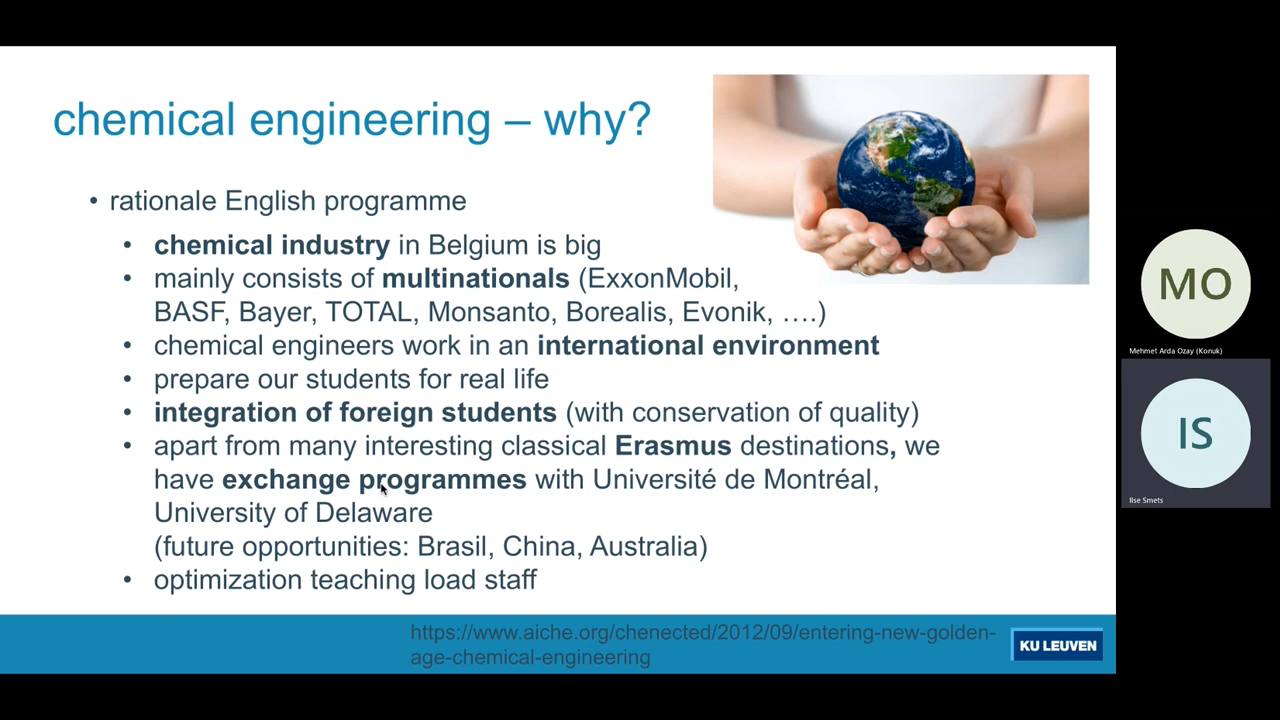 chemical engineering – why?
• rationale English programme
• chemical industry in Belgium is big
• mainly consists of multinationals (ExxonMobil,
BASF, Bayer, TOTAL, Monsanto, Borealis, Evonik, ….)
• chemical engineers work in an international environment
• prepare our students for real life
• integration of foreign students (with conservation of quality)
• apart from many interesting classical Erasmus destinations, we
have exchange programmes with Université de Montréal,
University of Delaware
(future opportunities: Brasil, China, Australia)
• optimization teaching load staff
https://www.aiche.org/chenected/2012/09/entering-new-golden-
age-chemical-engineering
KU LEUVEN
MO
Mehmet Arda Ozay (Konuk)
IS
Ilse Smets